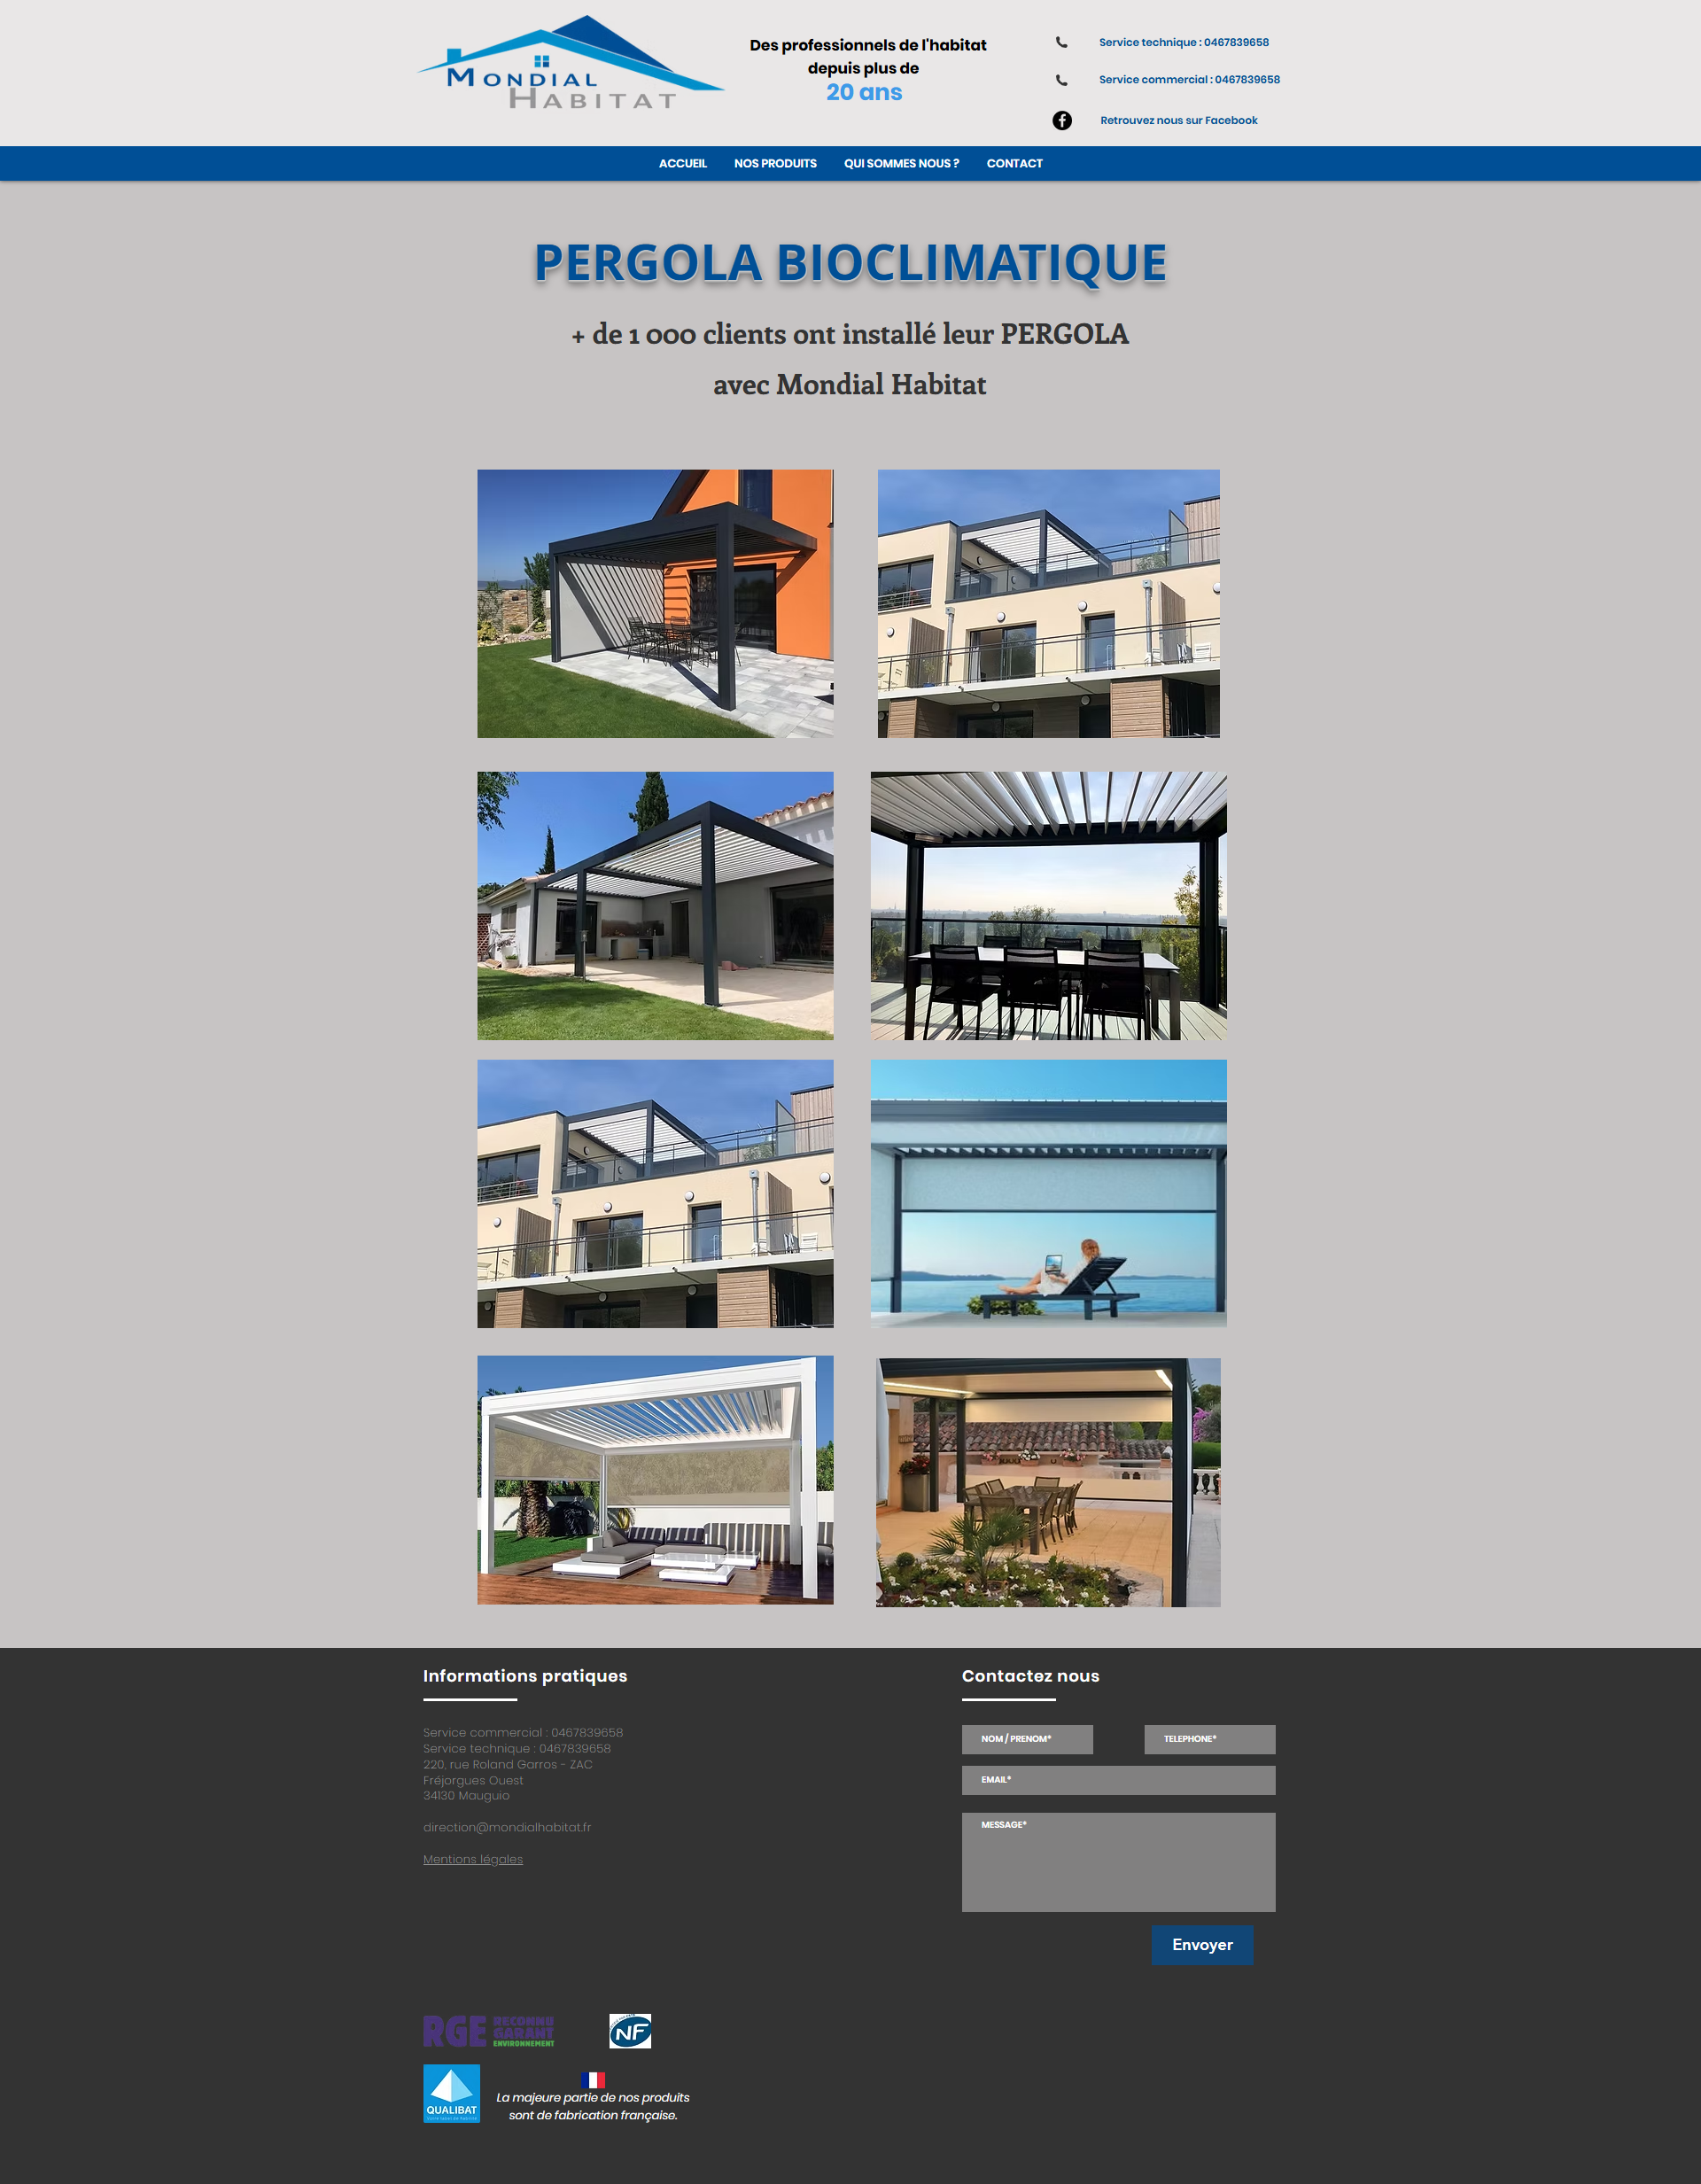 MONDIAL
HABITAT
Des professionnels de l'habitat
depuis plus de
20 ans
Service technique : 0467839658
Service commercial : 0467839658
Retrouvez nous sur Facebook
ACCUEIL
NOS PRODUITS
QUI SOMMES NOUS ?
CONTACT
PERGOLA BIOCLIMATIQUE
+ de 1 000 clients ont installé leur PERGOLA
avec Mondial Habitat
Informations pratiques
Service commercial : 0467839658
Service technique : 0467839658
220, rue Roland Garros - ZAC
Fréjorgues Ouest
34130 Mauguio
direction@mondialhabitat.fr
Mentions légales
Contactez nous
NOM / PRENOM*
TELEPHONE*
EMAIL*
MESSAGE*
Envoyer
RGE
RECONNU
GARANT
ENVIRONNEMENT
NF
QUALIBAT
La majeure partie de nos produits
sont de fabrication française.